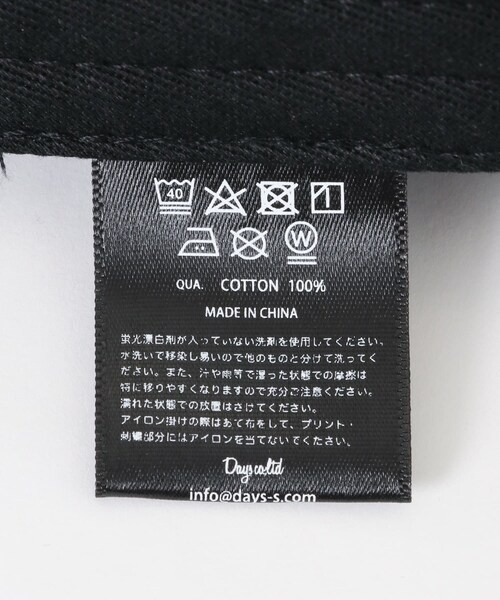 40
W
QUA. COTTON 100%
MADE IN CHINA
蛍光漂白剤が入っていない洗剤を使用してください。
水洗いで移染し易いので他のものと分けて洗ってく
ださい。また、汗や雨等で湿った状態での摩擦は
特に移りやすくなりますので充分ご注意ください。
濡れた状態での放置はさけてください。
アイロン掛けの際はあて布をして、プリント・
刺繍部分にはアイロンを当てないでください。
Daysco.ltd
info@days-s.com